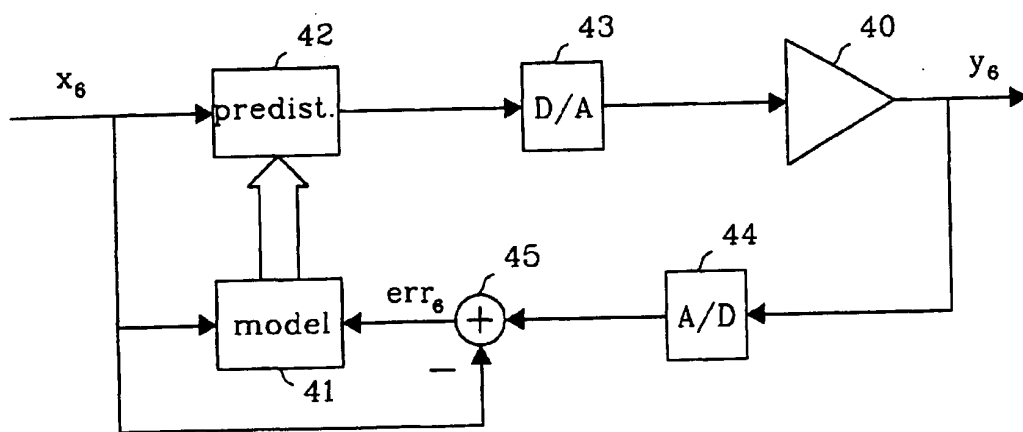 42
43
40
x₆
y₆
predist.
D/A
45
44
err₆
model
+
A/D
−
41